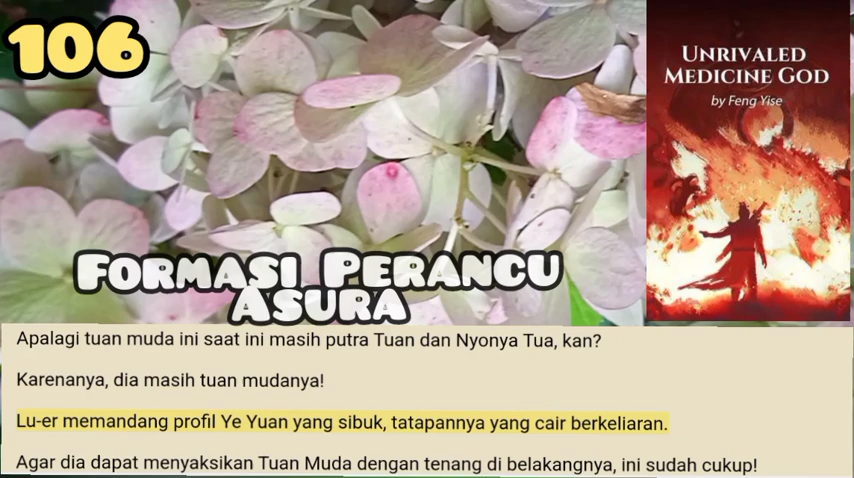 106
UNRIVALED
MEDICINE GOD
by Feng Yise
FORMASI PERANCU
ASURA
Apalagi tuan muda ini saat ini masih putra Tuan dan Nyonya Tua, kan?
Karenanya, dia masih tuan mudanya!
Lu-er memandang profil Ye Yuan yang sibuk, tatapannya yang cair berkeliaran.
Agar dia dapat menyaksikan Tuan Muda dengan tenang di belakangnya, ini sudah cukup!